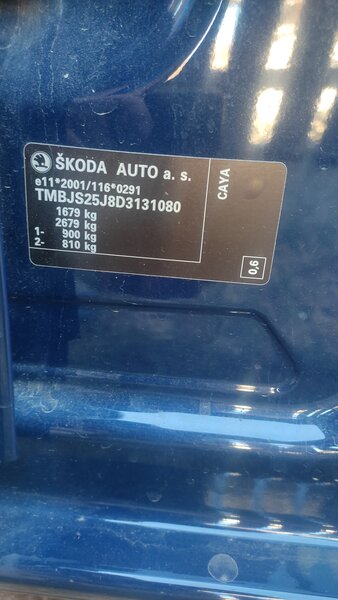 ŠKODA AUTO a. s.
e11*2001/116*0291
TMBJS25J8D3131080
1679 kg
2679 kg
1- 900 kg
2- 810 kg
CAYA
0,6